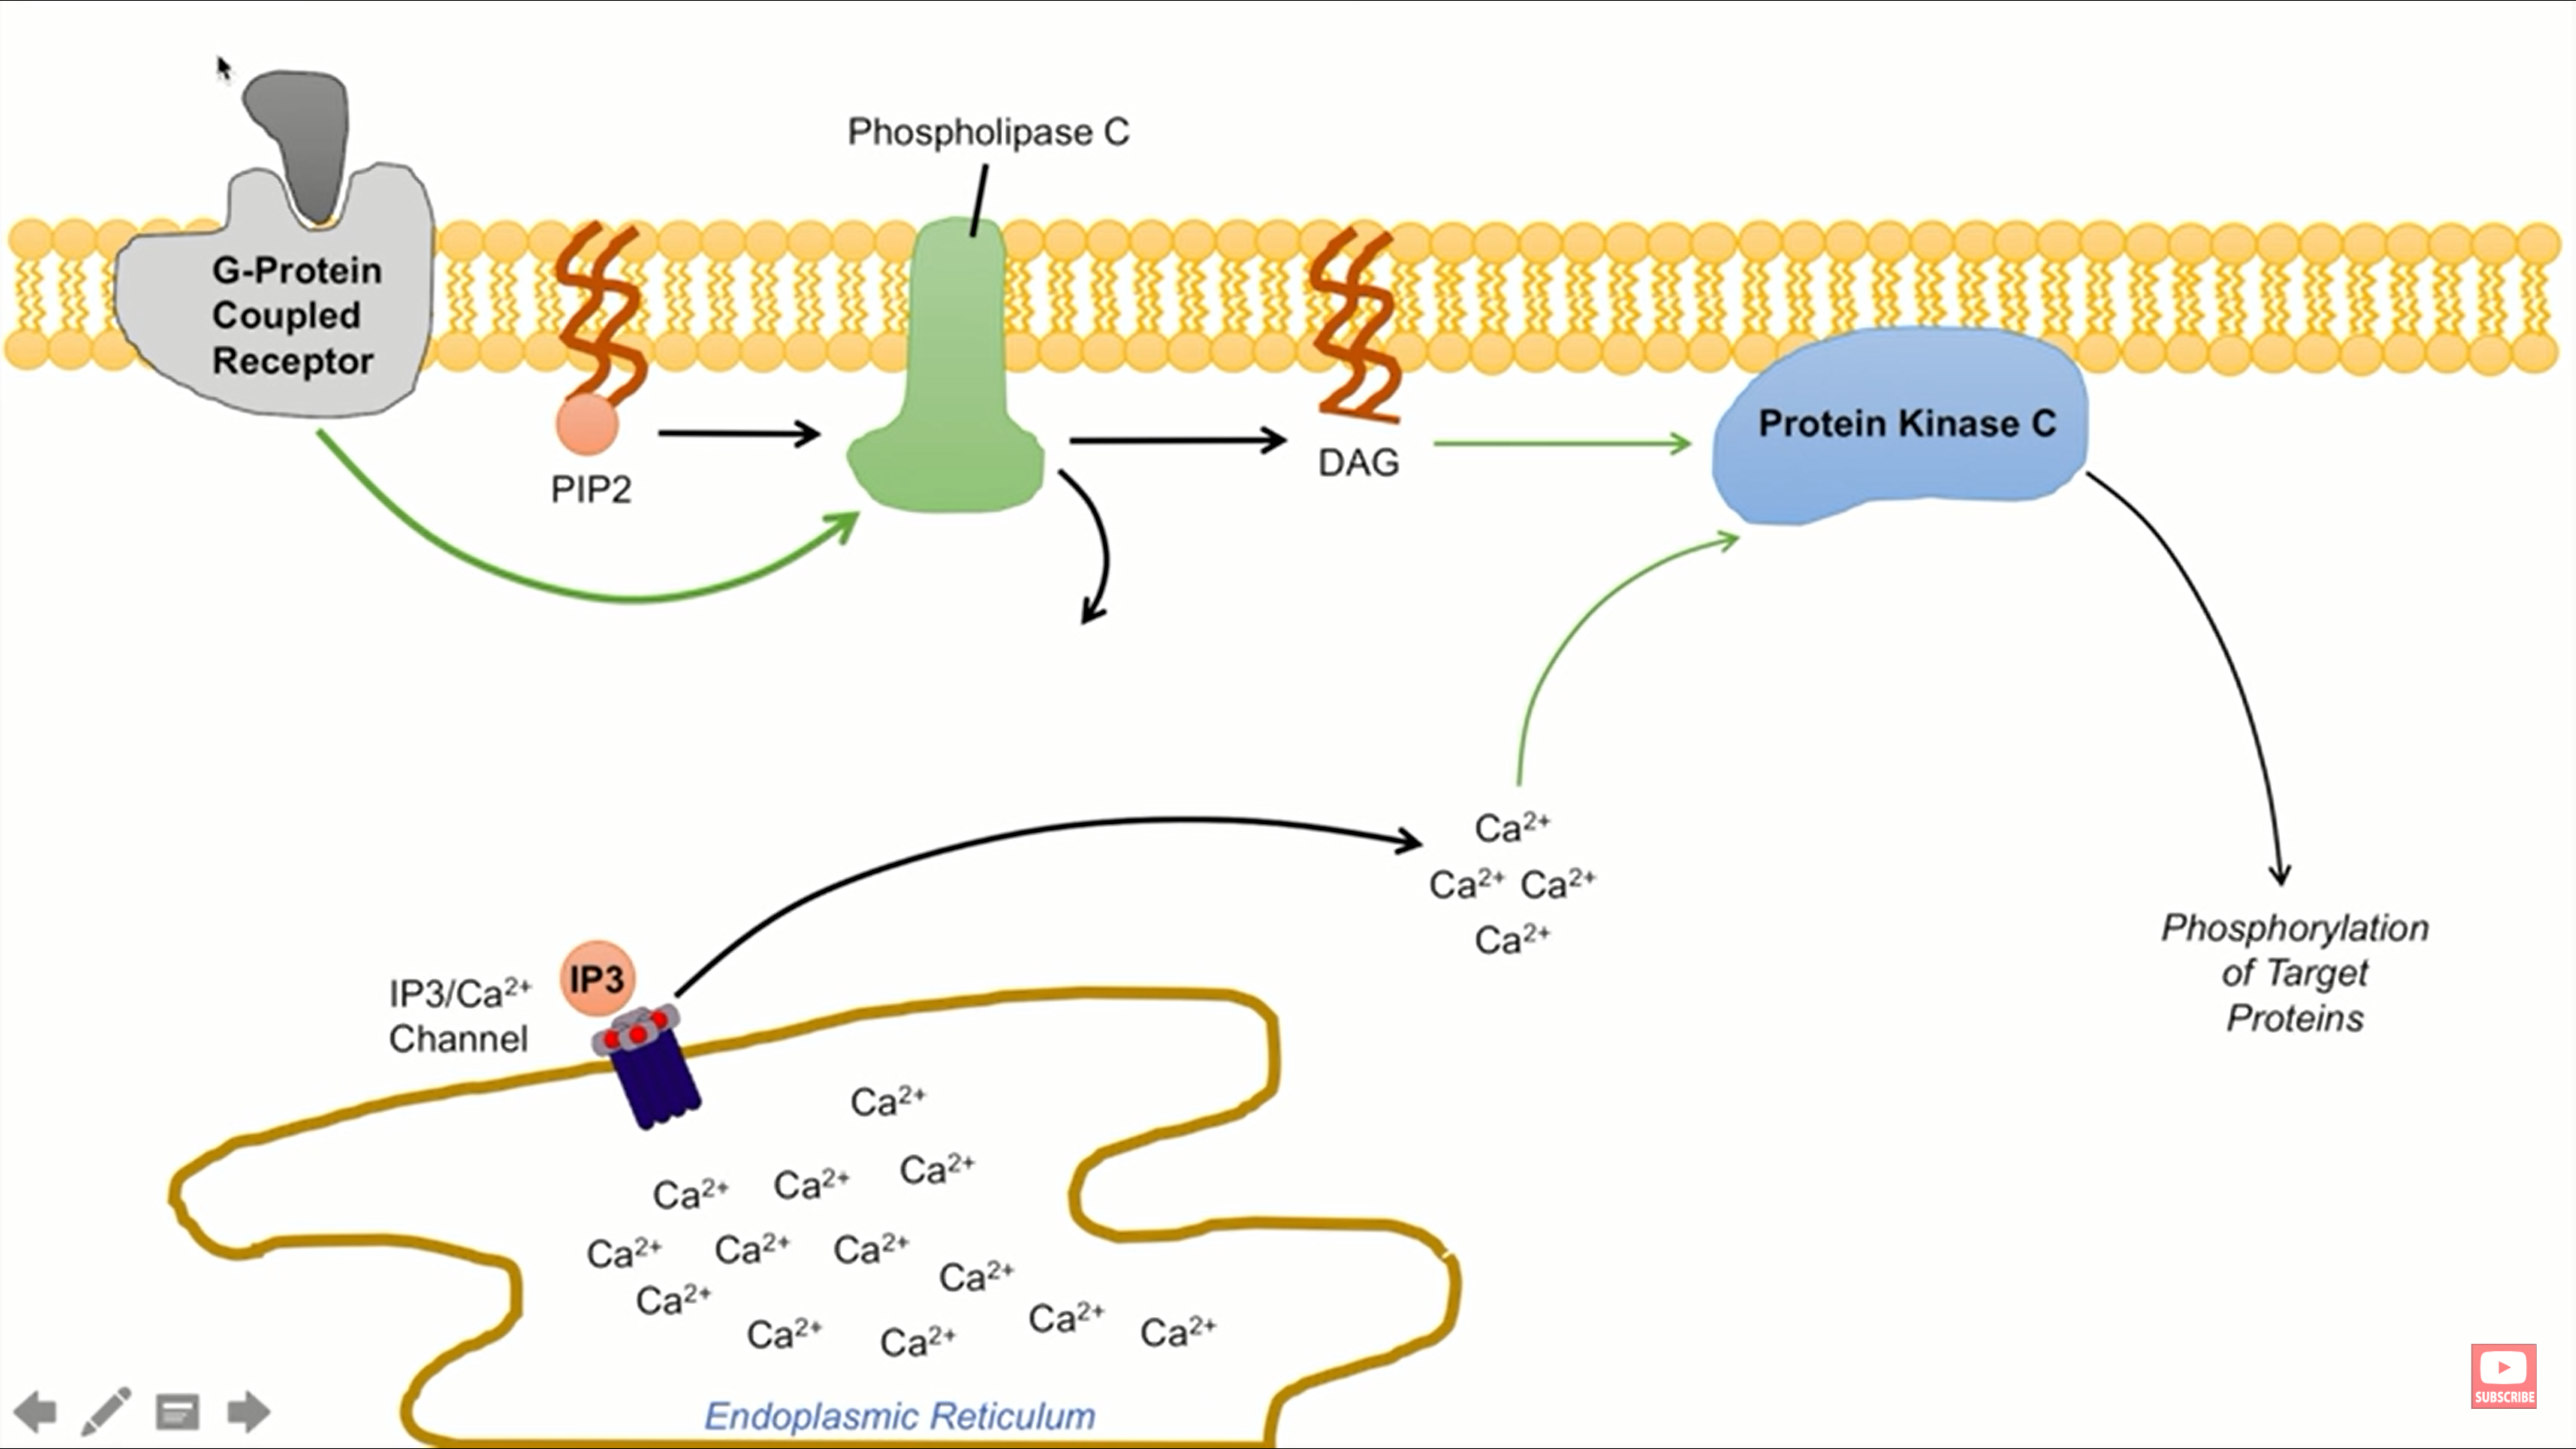 Phospholipase C
G-Protein
Coupled
Receptor
PIP2
DAG
Protein Kinase C
Ca²⁺
Ca²⁺ Ca²⁺
Ca²⁺
Phosphorylation
of Target
Proteins
IP3
IP3/Ca²⁺
Channel
Ca²⁺
Ca²⁺ Ca²⁺ Ca²⁺
Ca²⁺ Ca²⁺ Ca²⁺
Ca²⁺
Ca²⁺
Ca²⁺ Ca²⁺ Ca²⁺ Ca²⁺
Endoplasmic Reticulum
SUBSCRIBE